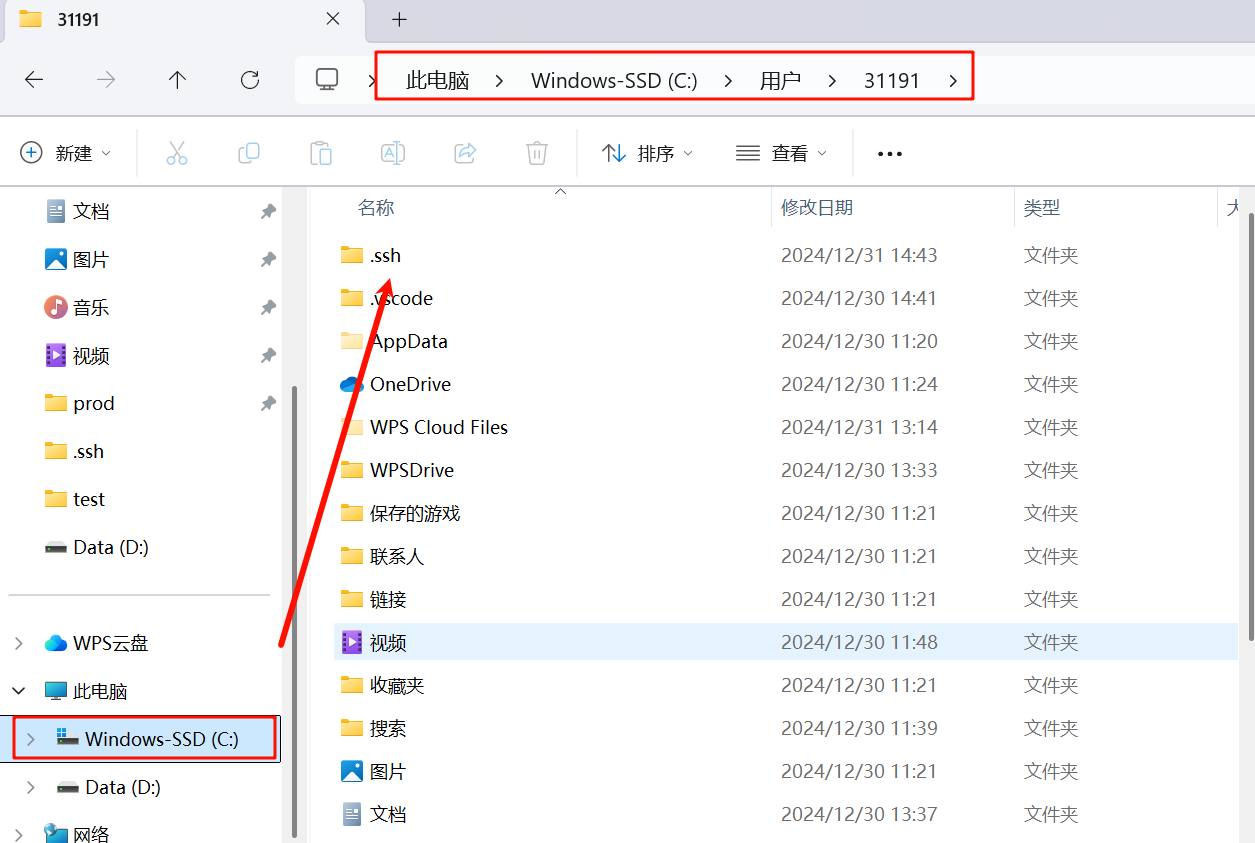 31191
此电脑 > Windows-SSD (C:) > 用户 > 31191 >
新建 排序 查看 •••
名称 修改日期 类型
文档
图片
音乐
视频
prod
.ssh
test
Data (D:)
WPS云盘
此电脑
Windows-SSD (C:)
Data (D:)
网络
.ssh 2024/12/31 14:43 文件夹
.vscode 2024/12/30 14:41 文件夹
AppData 2024/12/30 11:20 文件夹
OneDrive 2024/12/30 11:24 文件夹
WPS Cloud Files 2024/12/31 13:14 文件夹
WPSDrive 2024/12/30 13:33 文件夹
保存的游戏 2024/12/30 11:21 文件夹
联系人 2024/12/30 11:21 文件夹
链接 2024/12/30 11:21 文件夹
视频 2024/12/30 11:48 文件夹
收藏夹 2024/12/30 11:21 文件夹
搜索 2024/12/30 11:39 文件夹
图片 2024/12/30 11:21 文件夹
文档 2024/12/30 13:37 文件夹